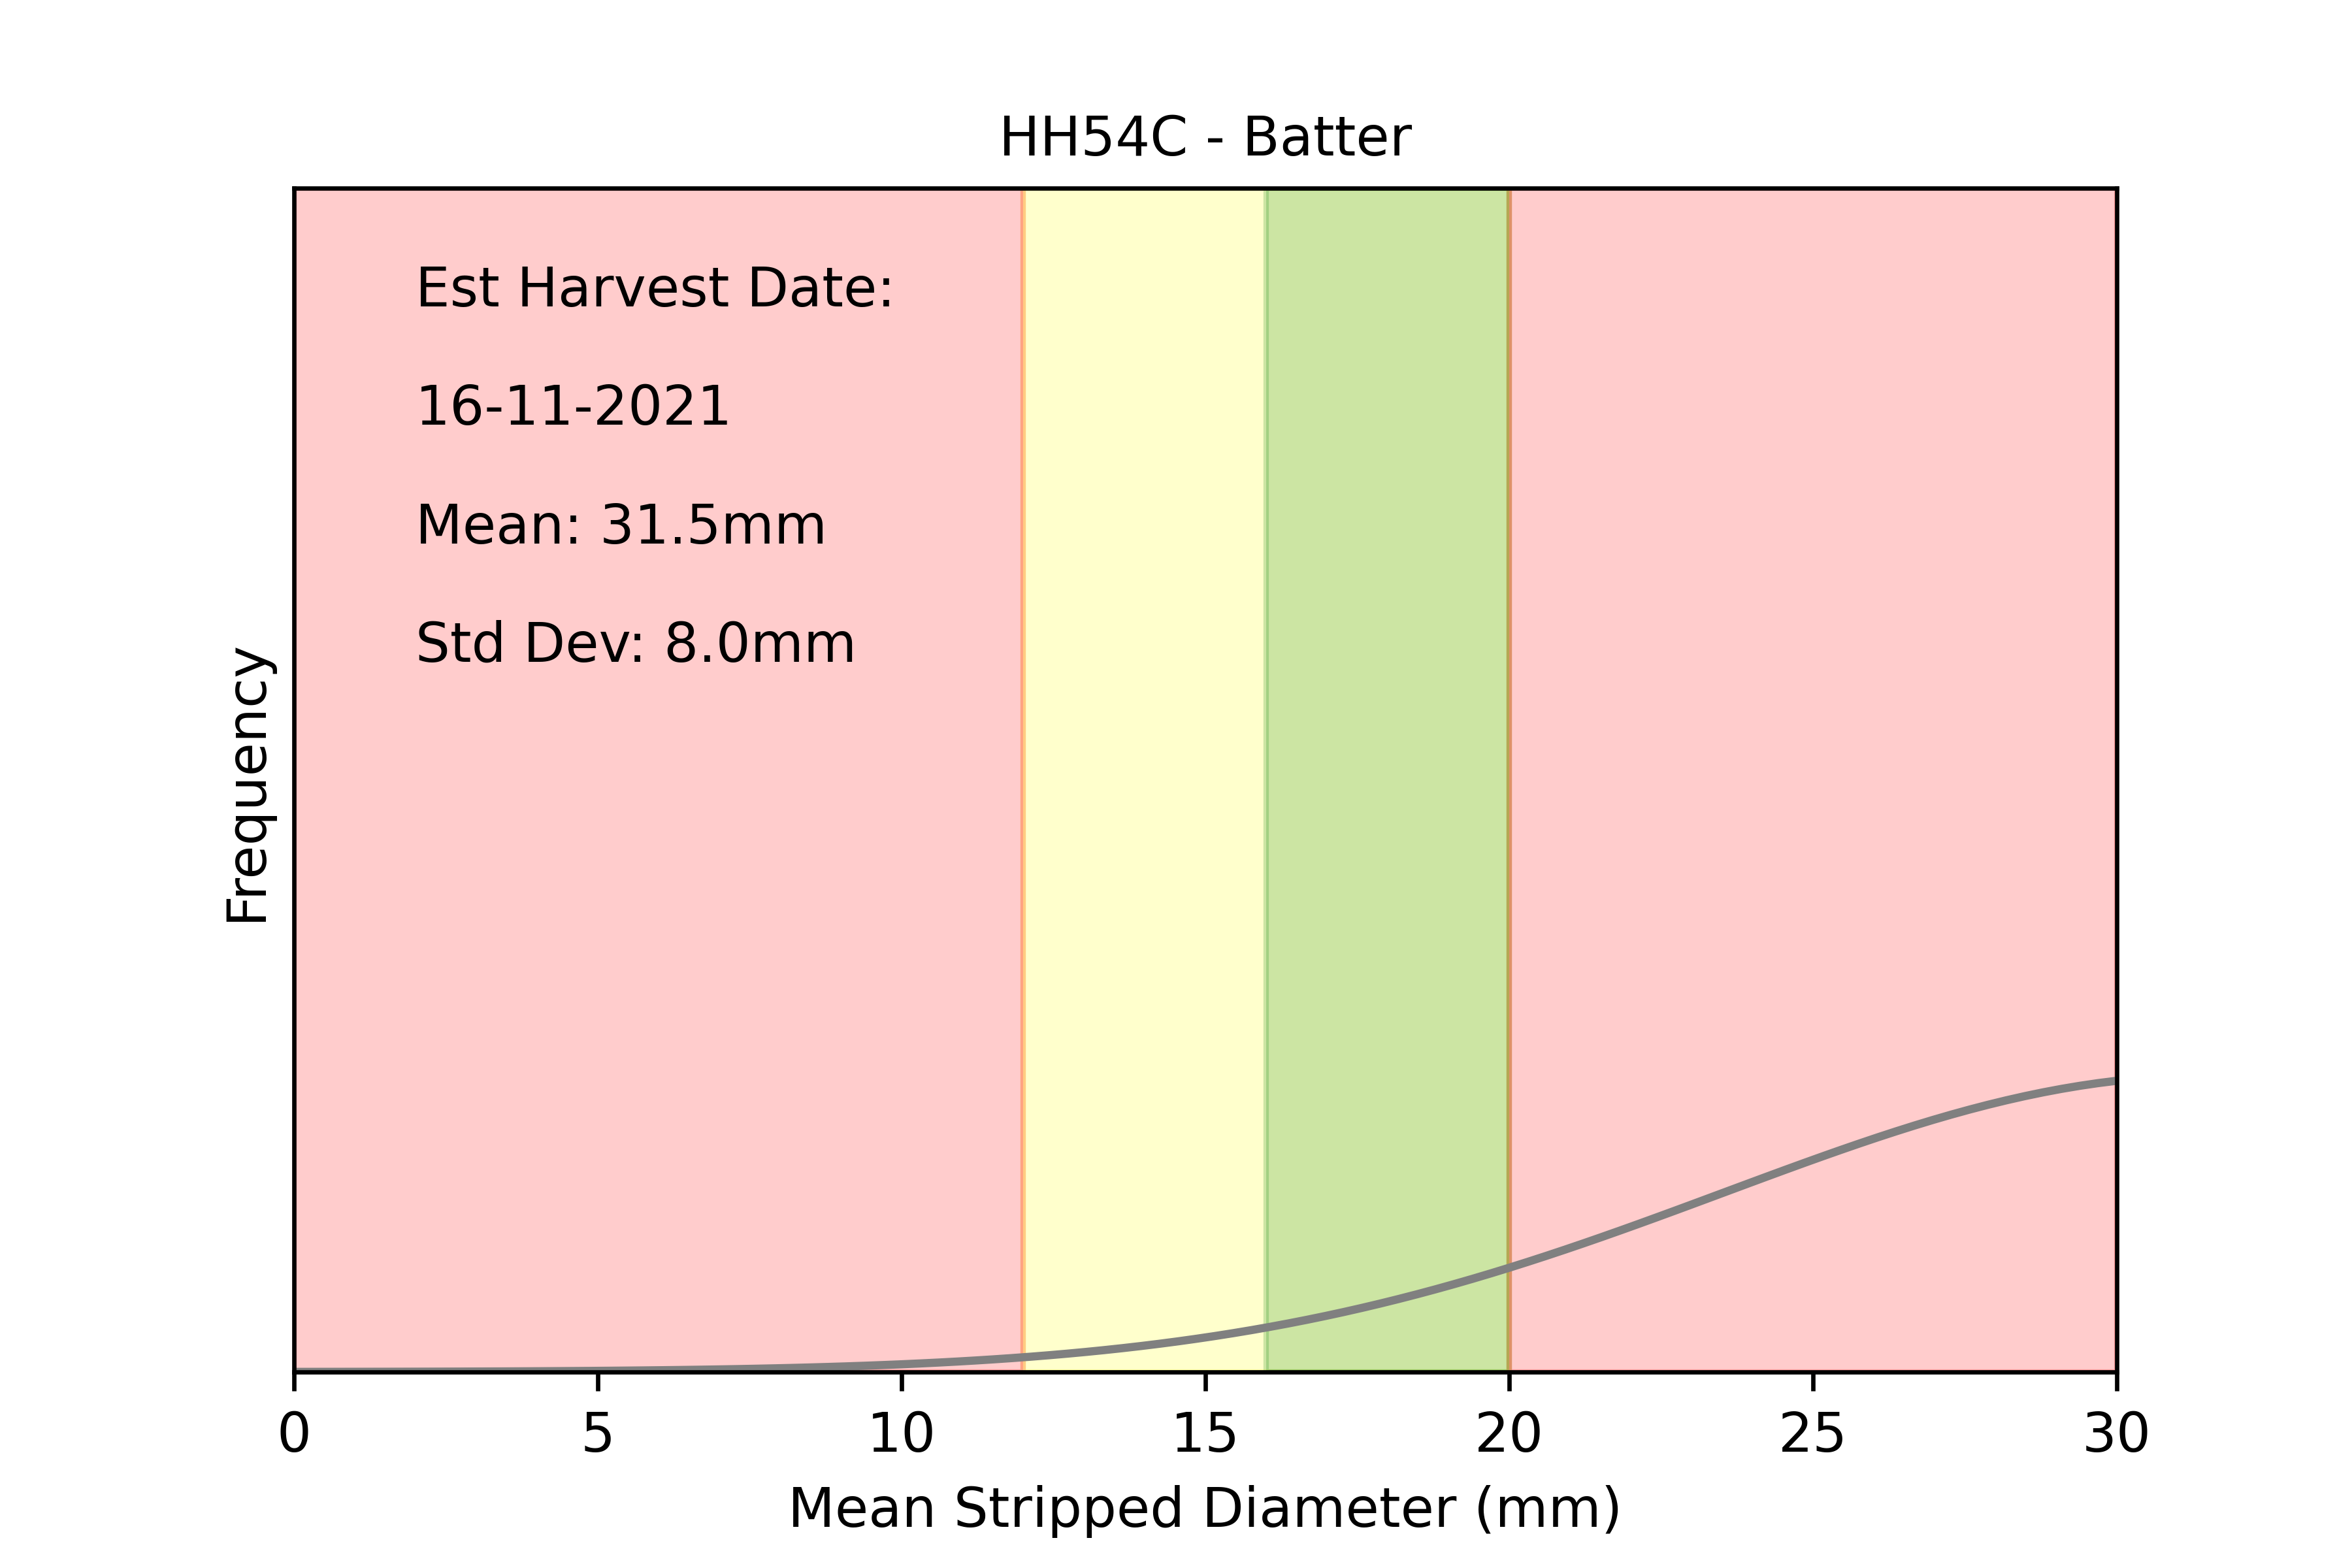 HH54C - Batter
Est Harvest Date:
16-11-2021
Mean: 31.5mm
Std Dev: 8.0mm
Frequency
0 5 10 15 20 25 30
Mean Stripped Diameter (mm)